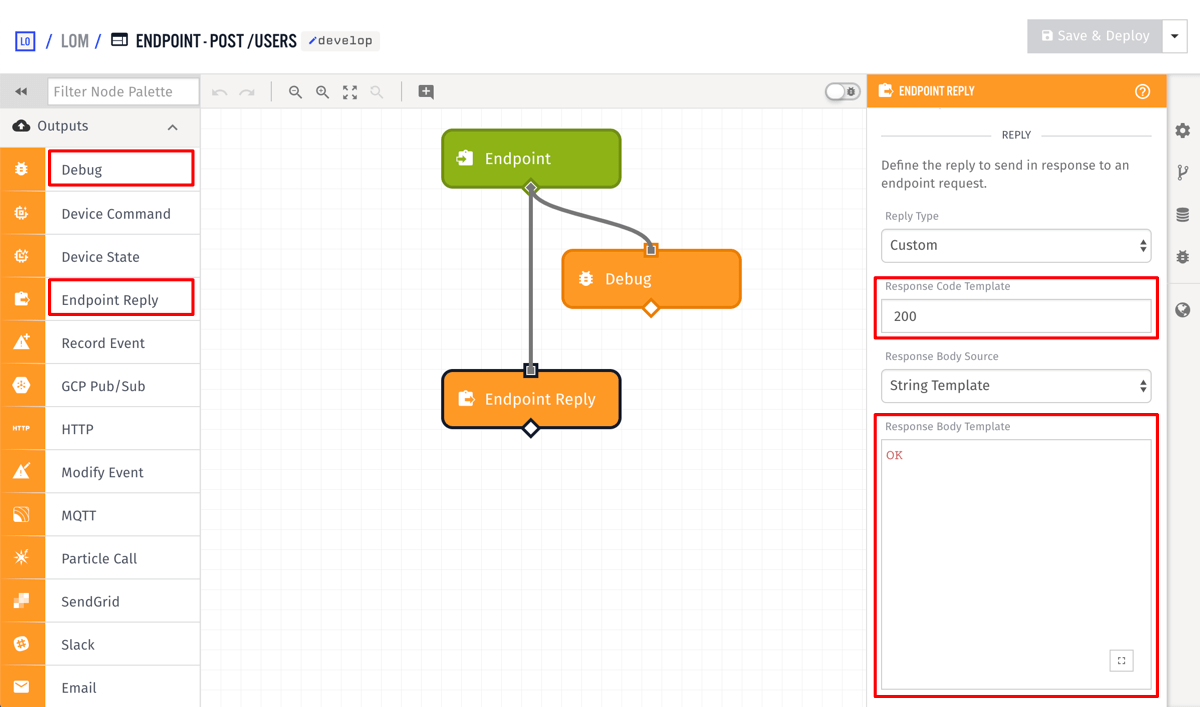 LO / LOM / ENDPOINT - POST /USERS develop
Save & Deploy
Filter Node Palette
Outputs
Debug
Device Command
Device State
Endpoint Reply
Record Event
GCP Pub/Sub
HTTP HTTP
Modify Event
MQTT
Particle Call
SendGrid
Slack
Email
Endpoint
Debug
Endpoint Reply
ENDPOINT REPLY
REPLY
Define the reply to send in response to an
endpoint request.
Reply Type
Custom
Response Code Template
200
Response Body Source
String Template
Response Body Template
OK